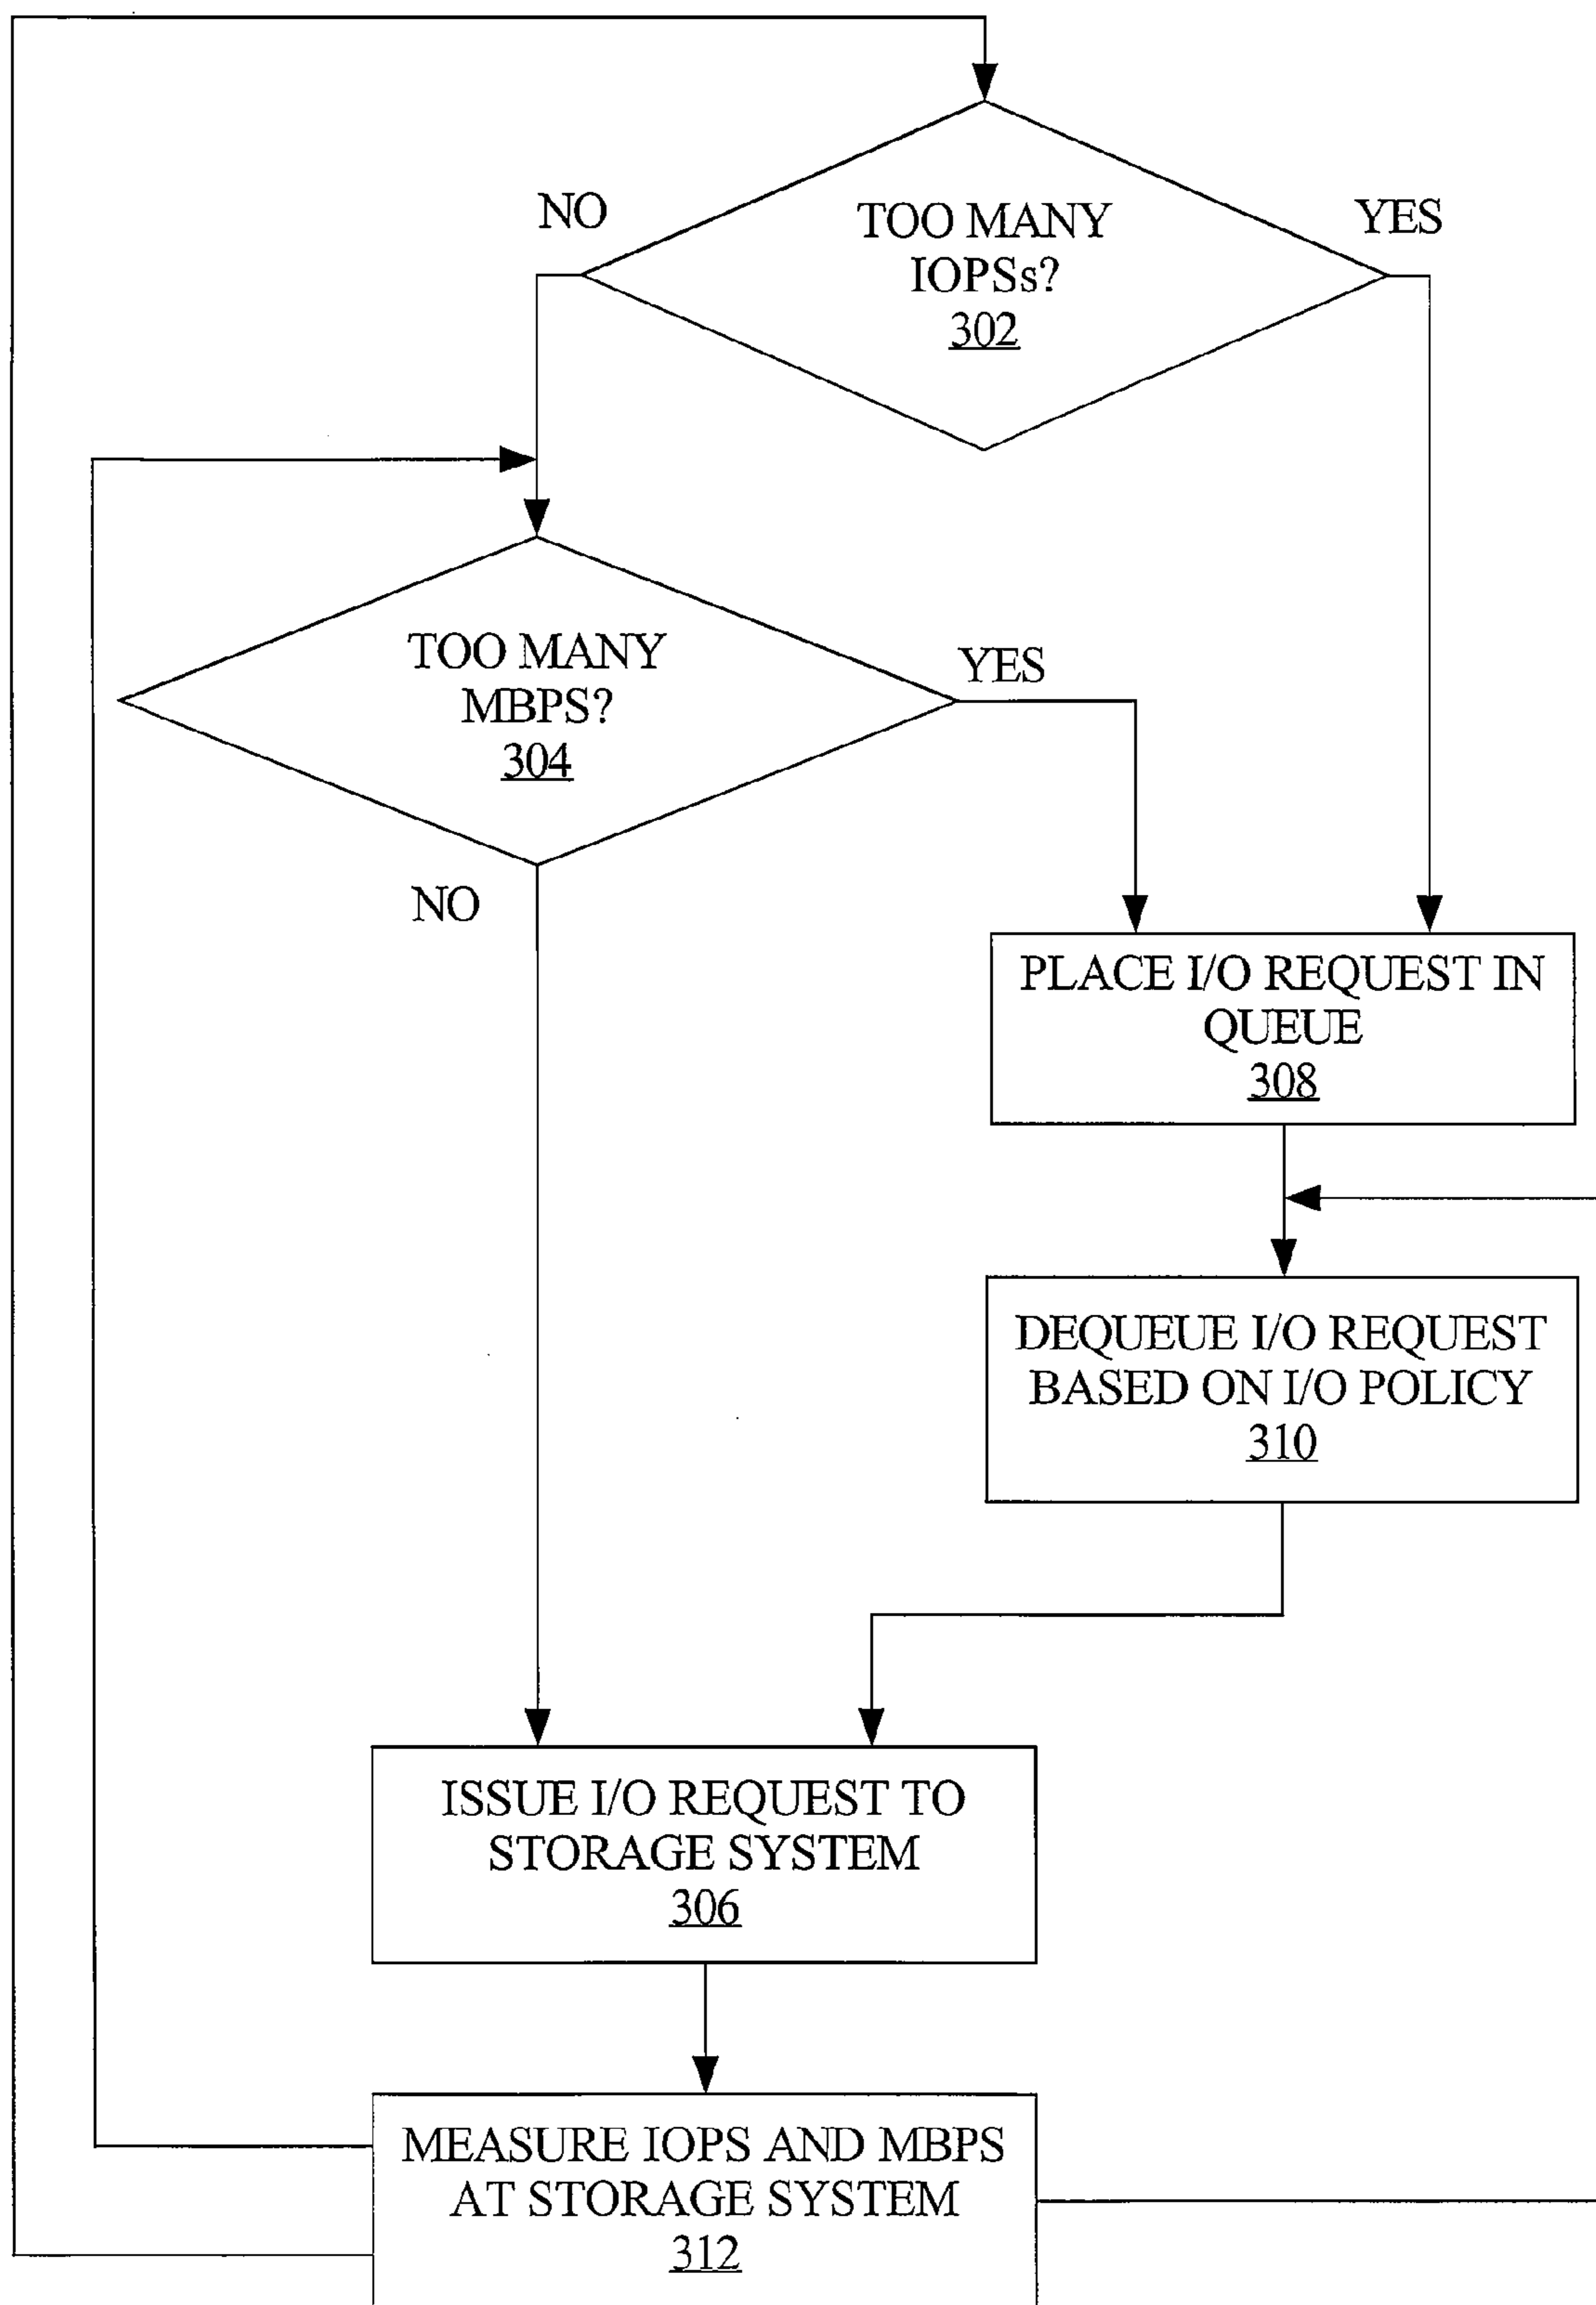 NO
TOO MANY
IOPSs?
302
YES
TOO MANY
MBPS?
304
YES
NO
PLACE I/O REQUEST IN
QUEUE
308
DEQUEUE I/O REQUEST
BASED ON I/O POLICY
310
ISSUE I/O REQUEST TO
STORAGE SYSTEM
306
MEASURE IOPS AND MBPS
AT STORAGE SYSTEM
312